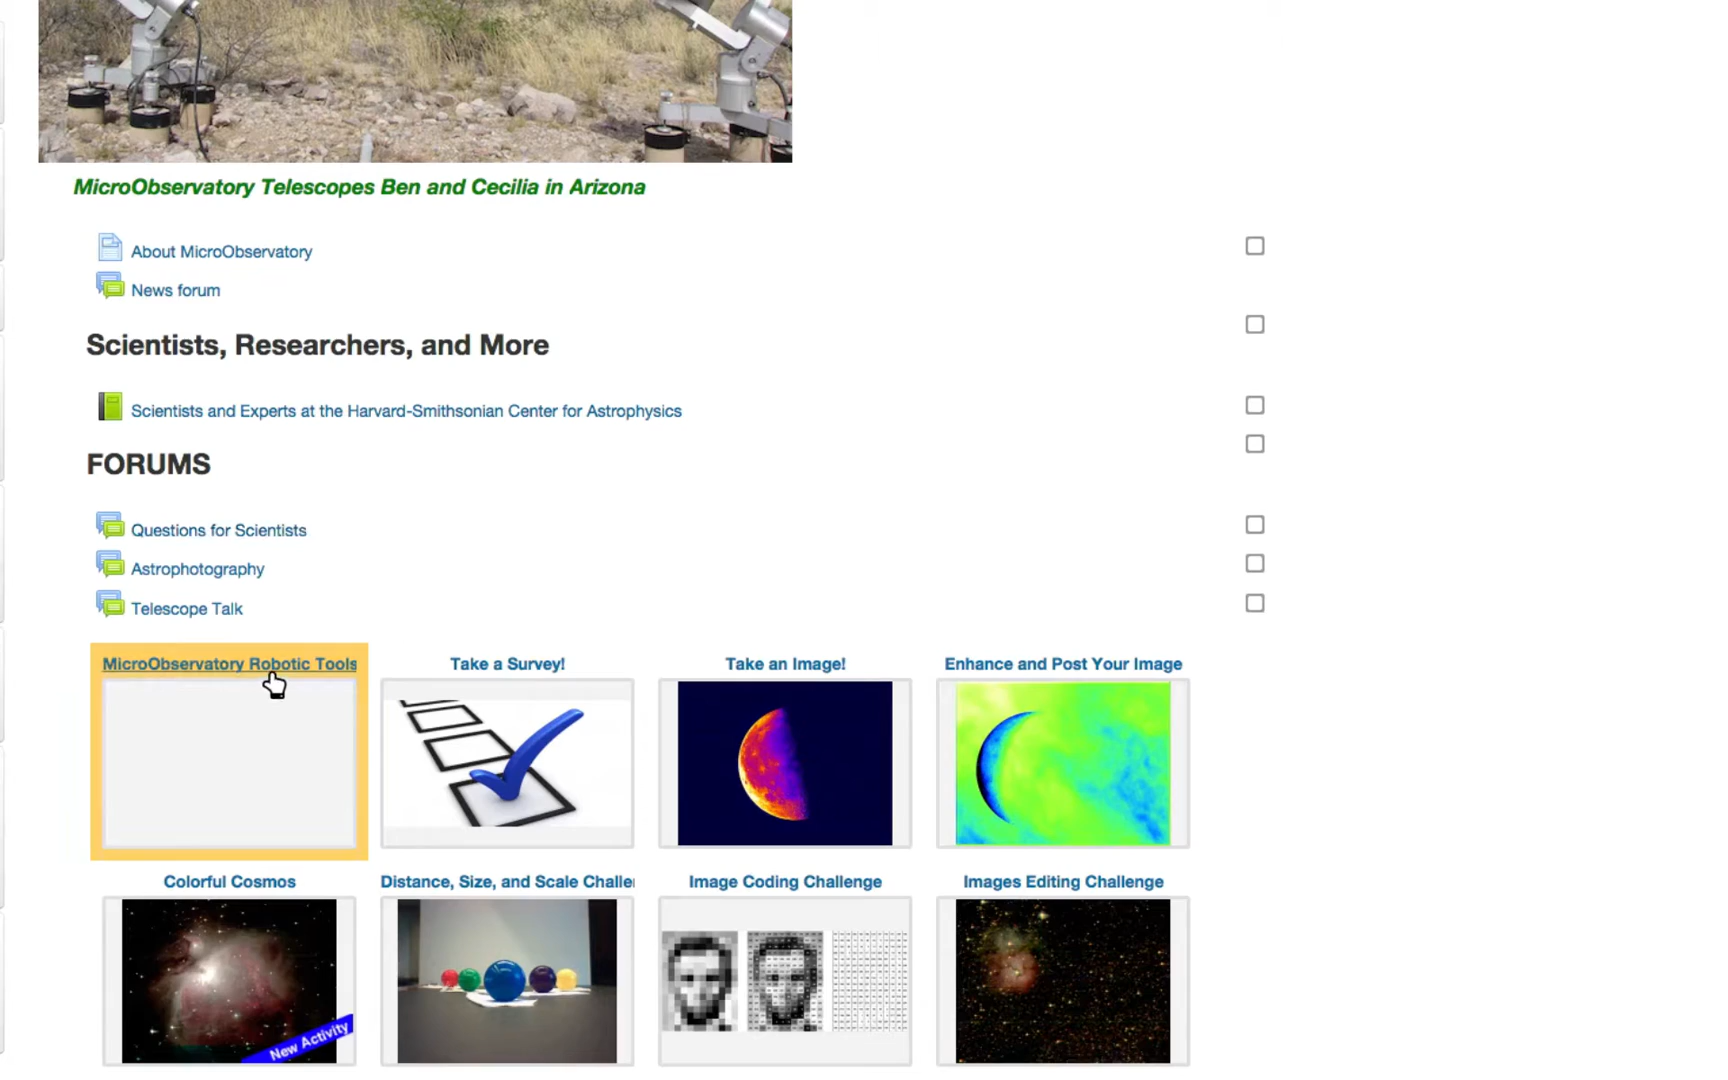 MicroObservatory Telescopes Ben and Cecilia in Arizona
About MicroObservatory
News forum
Scientists, Researchers, and More
Scientists and Experts at the Harvard-Smithsonian Center for Astrophysics
FORUMS
Questions for Scientists
Astrophotography
Telescope Talk
MicroObservatory Robotic Tools
Take a Survey!
Take an Image!
Enhance and Post Your Image
Colorful Cosmos
Distance, Size, and Scale Challe
Image Coding Challenge
Images Editing Challenge
New Activity